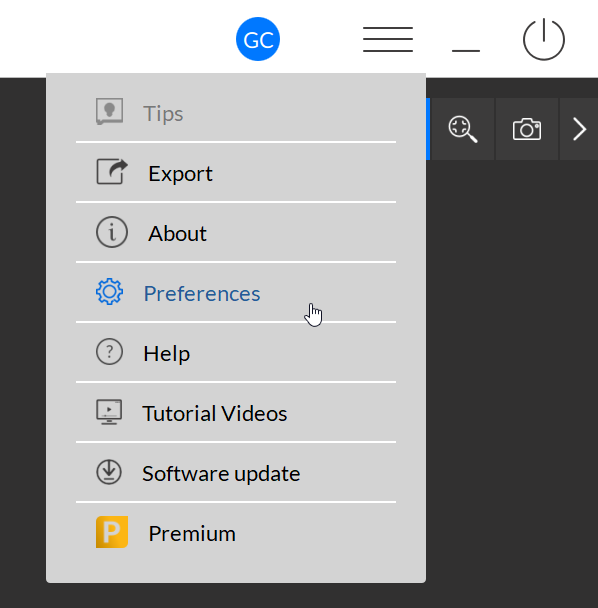 GC
Tips
Export
About
Preferences
Help
Tutorial Videos
Software update
P Premium